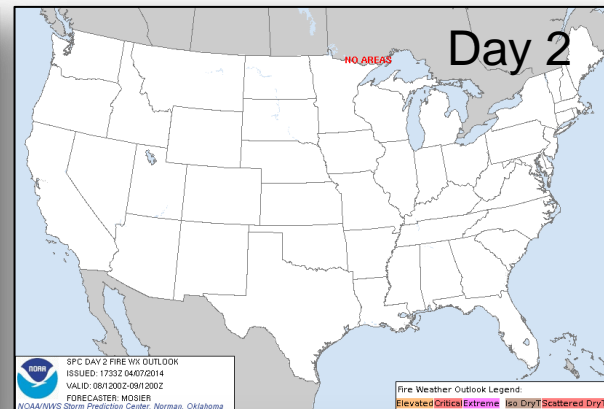 Day 2
NO AREAS
NOAA
SPC DAY 2 FIRE WX OUTLOOK
ISSUED: 1733Z 04/07/2014
VALID: 08/1200Z-09/1200Z
FORECASTER: MOSIER
NOAA/NWS Storm Prediction Center, Norman, Oklahoma
Fire Weather Outlook Legend:
Elevated Critical Extreme Iso DryT Scattered DryT